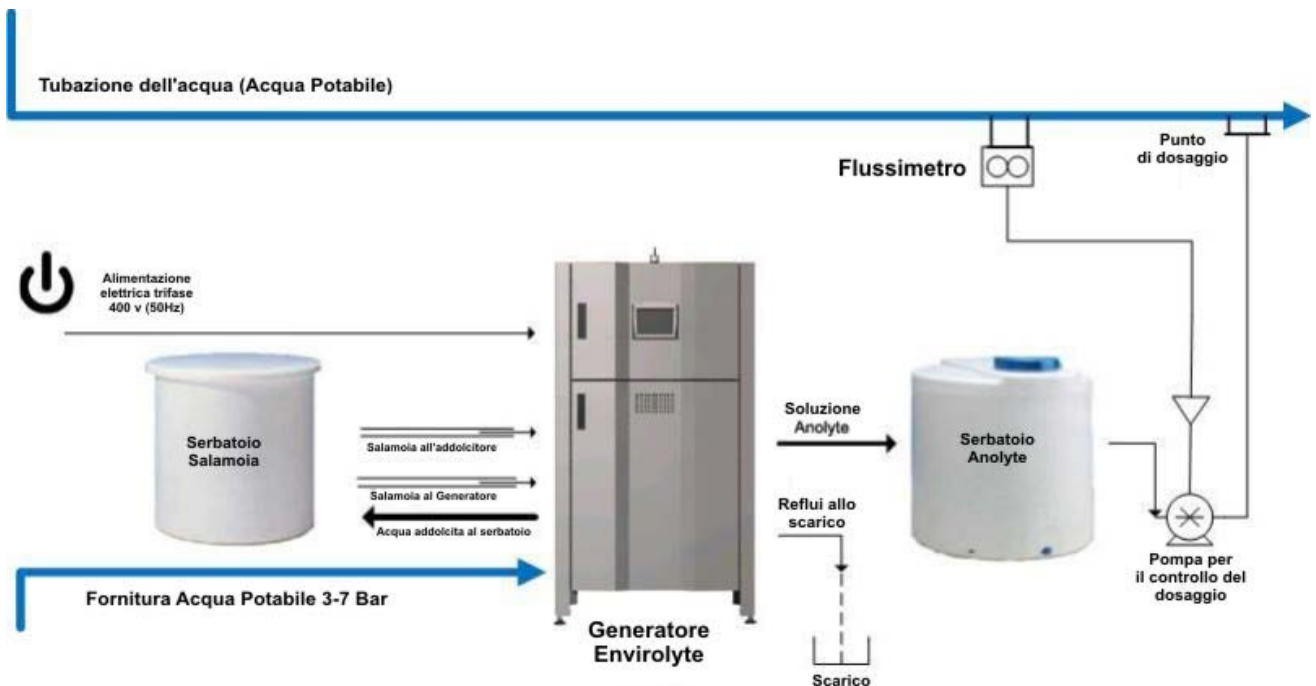 Tubazione dell'acqua (Acqua Potabile)
Punto
di dosaggio
Flussimetro
Alimentazione
elettrica trifase
400 v (50Hz)
Serbatoio
Salamoia
Salamoia all'addolcitore
Salamoia al Generatore
Acqua addolcita al serbatoio
Soluzione
Anolyte
Serbatoio
Anolyte
Reflui allo
scarico
Pompa per
il controllo del
dosaggio
Fornitura Acqua Potabile 3-7 Bar
Generatore
Envirolyte
Scarico